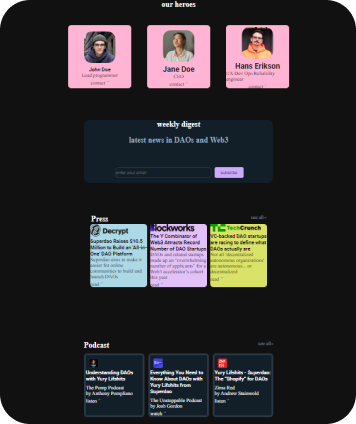 our heroes
John Doe
Lead programmer
contact
Jane Doe
CEO
contact
Hans Erikson
UX Dev Ops Reliability
engineer
contact
weekly digest
latest news in DAOs and Web3
enter your email
subscribe
Press
see all
Decrypt
Superdao Raises $10.5
Million to Build an 'All-in-
One' DAO Platform
Superdao aims to make it
easier for online
communities to build and
launch DAOs
read
Blockworks
The Y Combinator of
Web3 Attracts Record
Number of DAO Startups
DAOs and related startups
made up an "overwhelming
number of applicants" for a
Web3 accelerator's cohort
this year
read
TechCrunch
VC-backed DAO startups
are racing to define what
DAOs actually are
Not all 'decentralized
autonomous organizations'
are autonomous... or
decentralized
read
Podcast
see all
Understanding DAOs
with Yury Lifshits
The Pomp Podcast
by Anthony Pompliano
listen
Everything You Need to
Know About DAOs with
Yury Lifshits from
Superdao
The Unstoppable Podcast
by Josh Gordon
watch
Yury Lifshits - Superdao:
The "Shopify" for DAOs
Zima Red
by Andrew Steinwold
listen